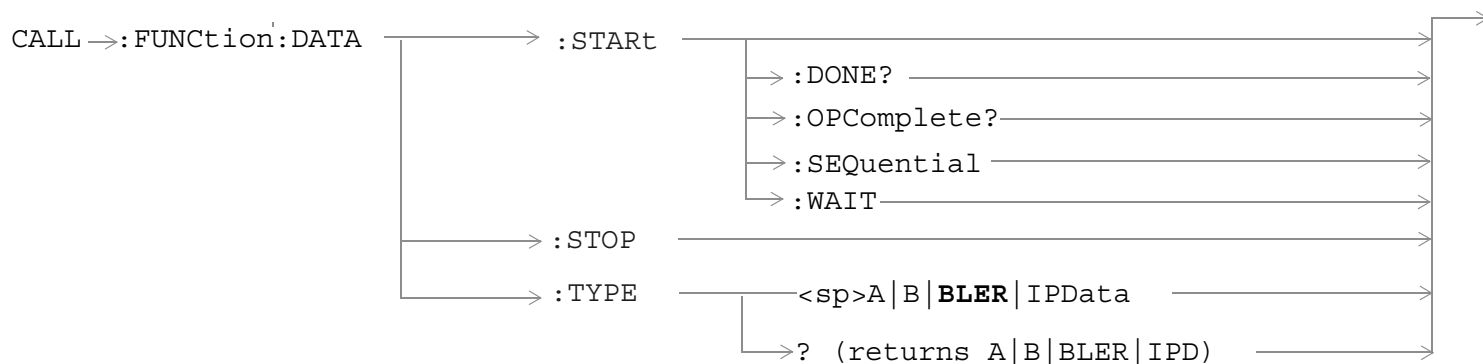 CALL :FUNCtion:DATA :STARt
:DONE?
:OPComplete?
:SEQuential
:WAIT
:STOP
:TYPE <sp>A|B|BLER|IPData
? (returns A|B|BLER|IPD)